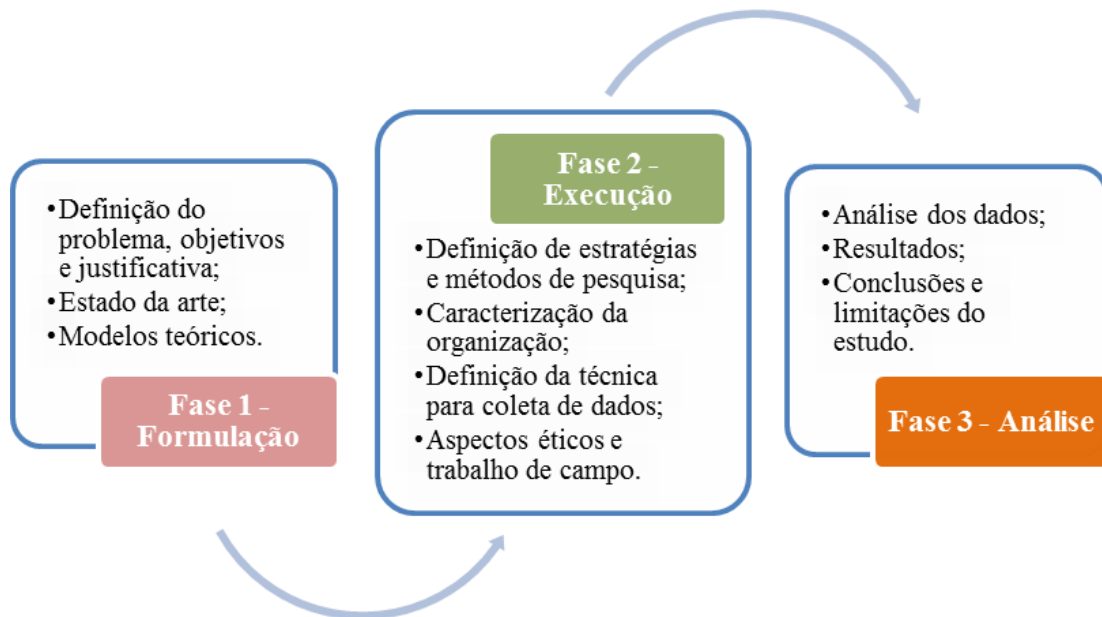 •Definição do
problema, objetivos
e justificativa;
•Estado da arte;
•Modelos teóricos.
Fase 1 -
Formulação
Fase 2 -
Execução
•Definição de estratégias
e métodos de pesquisa;
•Caracterização da
organização;
•Definição da técnica
para coleta de dados;
•Aspectos éticos e
trabalho de campo.
•Análise dos dados;
•Resultados;
•Conclusões e
limitações do
estudo.
Fase 3 - Análise